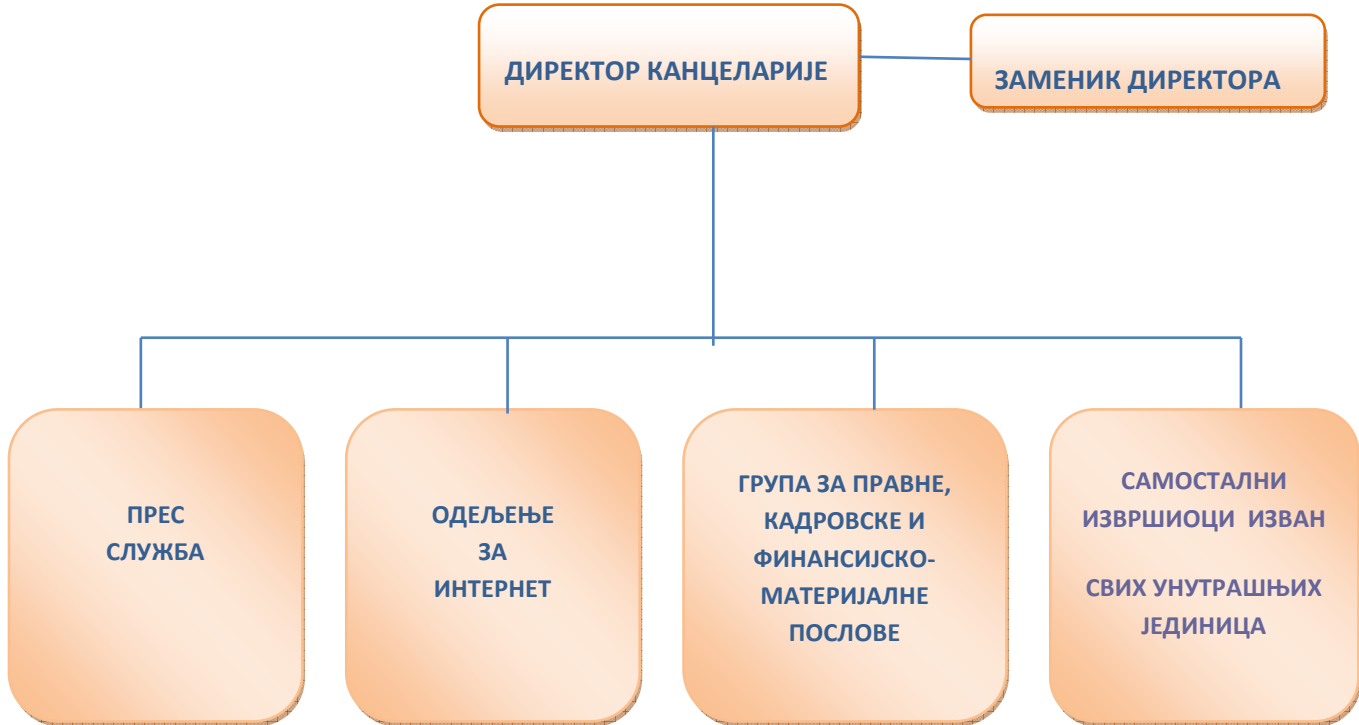 ДИРЕКТОР КАНЦЕЛАРИЈЕ
ЗАМЕНИК ДИРЕКТОРА
ПРЕС
СЛУЖБА
ОДЕЉЕЊЕ
ЗА
ИНТЕРНЕТ
ГРУПА ЗА ПРАВНЕ,
КАДРОВСКЕ И
ФИНАНСИЈСКО-
МАТЕРИЈАЛНЕ
ПОСЛОВЕ
САМОСТАЛНИ
ИЗВРШИОЦИ ИЗВАН
СВИХ УНУТРАШЊИХ
ЈЕДИНИЦА